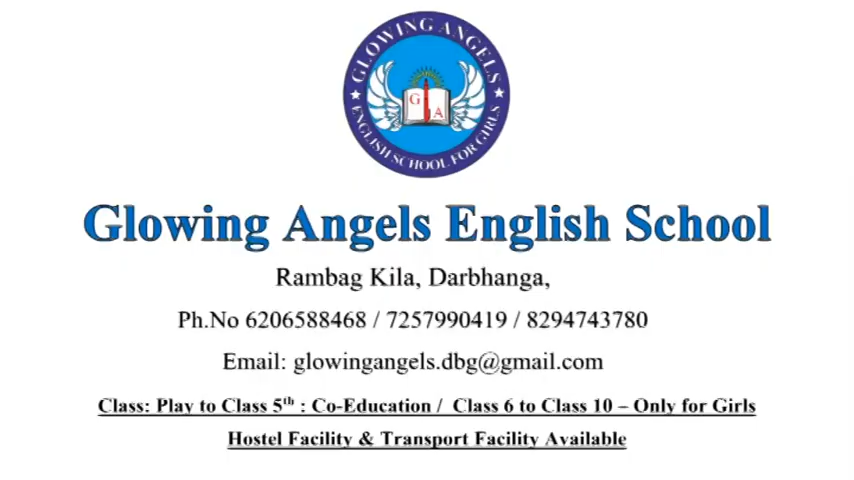 GLOWING ANGELS
G A
ENGLISH SCHOOL FOR GIRLS
Glowing Angels English School
Rambag Kila, Darbhanga,
Ph.No 6206588468 / 7257990419 / 8294743780
Email: glowingangels.dbg@gmail.com
Class: Play to Class 5th : Co-Education / Class 6 to Class 10 – Only for Girls
Hostel Facility & Transport Facility Available